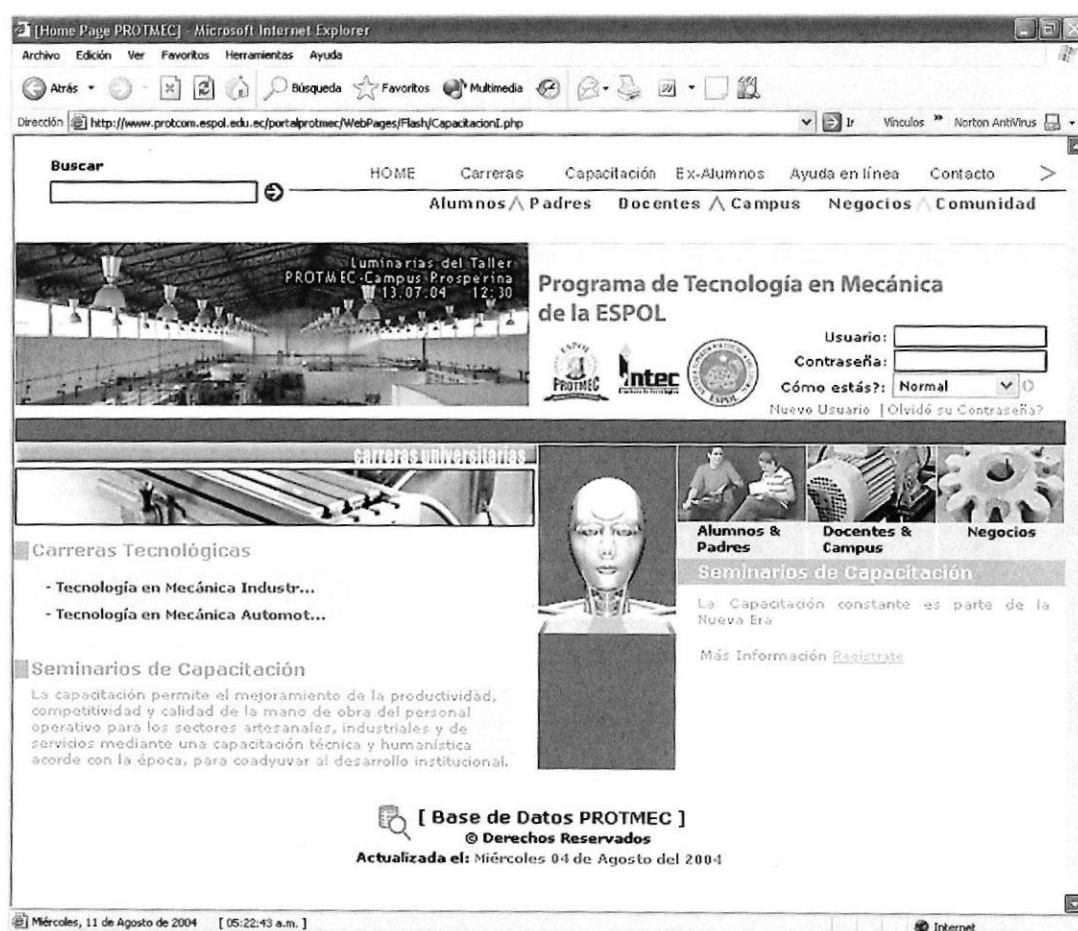 [Home Page PROTMEC] - Microsoft Internet Explorer
Archivo Edición Ver Favoritos Herramientas Ayuda
Atrás Búsqueda Favoritos Multimedia
Dirección http://www.protcom.espol.edu.ec/portalprotmec/WebPages/Flash/CapacitacionI.php Ir Vínculos » Norton AntiVirus
Buscar
HOME Carreras Capacitación Ex-Alumnos Ayuda en línea Contacto >
Alumnos Padres Docentes Campus Negocios Comunidad
Luminarias del Taller
PROTMEC-Campus Prosperina
13.07.04 12:30
Programa de Tecnología en Mecánica
de la ESPOL
ESPOL
PROTMEC
intec
ESPOL
Usuario:
Contraseña:
Cómo estás?: Normal
Nuevo Usuario | Olvidó su Contraseña?
carreras universitarias
Carreras Tecnológicas
- Tecnología en Mecánica Industr...
- Tecnología en Mecánica Automot...
Seminarios de Capacitación
La capacitación permite el mejoramiento de la productividad,
competitividad y calidad de la mano de obra del personal
operativo para los sectores artesanales, industriales y de
servicios mediante una capacitación técnica y humanística
acorde con la época, para coadyuvar al desarrollo institucional.
Alumnos &
Padres
Docentes &
Campus
Negocios
Seminarios de Capacitación
La Capacitación constante es parte de la
Nueva Era
Más Información Regístrate
[ Base de Datos PROTMEC ]
© Derechos Reservados
Actualizada el: Miércoles 04 de Agosto del 2004
Miércoles, 11 de Agosto de 2004 [ 05:22:43 a.m. ]
Internet